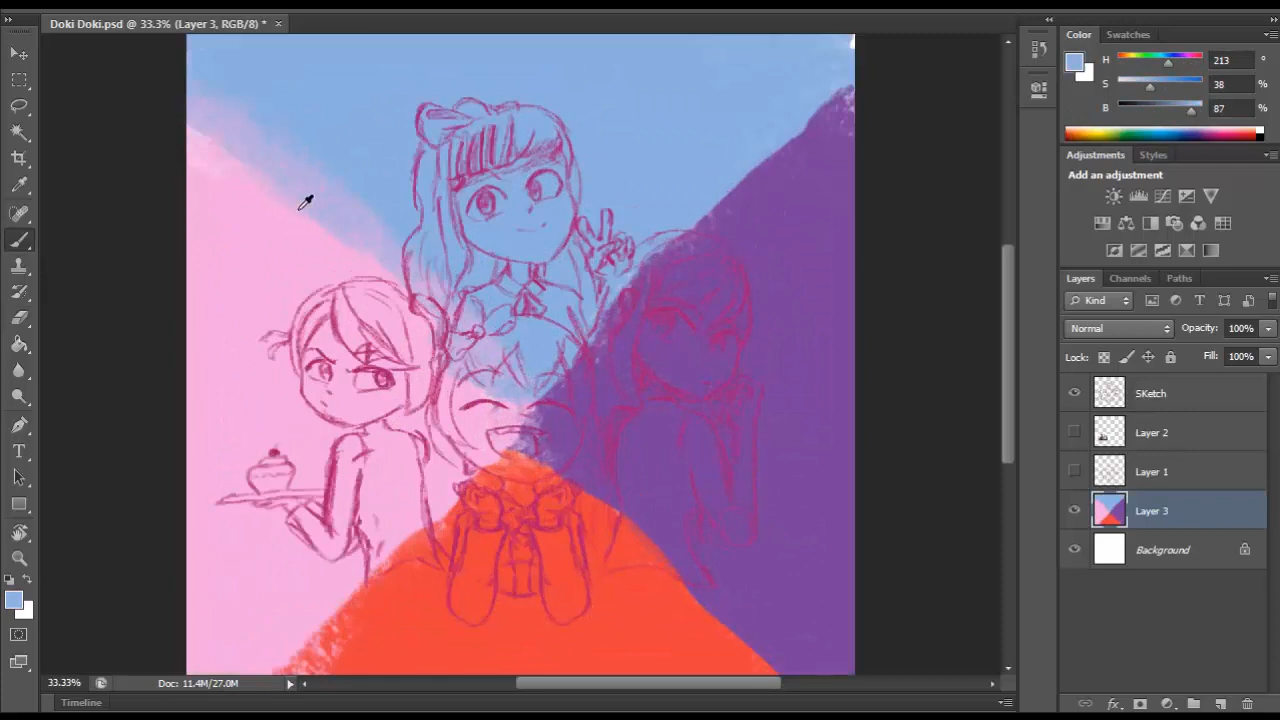 Doki Doki.psd @ 33.3% (Layer 3, RGB/8) *
Color Swatches
H 213 °
S 38 %
B 87 %
Adjustments Styles
Add an adjustment
Layers Channels Paths
Kind
Normal Opacity: 100%
Lock: Fill: 100%
SKetch
Layer 2
Layer 1
Layer 3
Background
33.33% Doc: 11.4M/27.0M
Timeline
fx